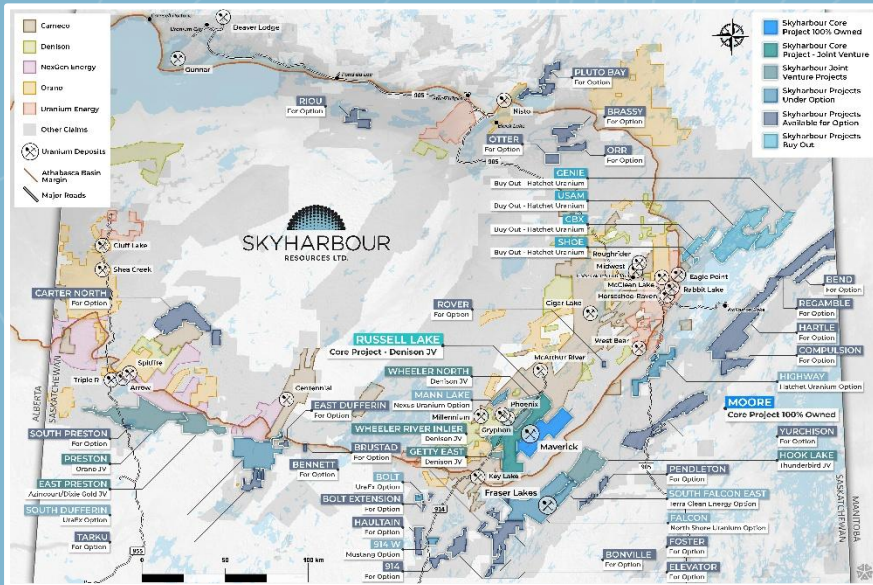 Cameco
Denison
NexGen Energy
Orano
Uranium Energy
Other Claims
Uranium Deposits
Athabasca Basin
Margin
Major Roads
Skyharbour Core
Project 100% Owned
Skyharbour Core
Project - Joint Venture
Skyharbour Joint
Venture Projects
Skyharbour Projects
Under Option
Skyharbour Projects
Available for Option
Skyharbour Projects
Buy Out
Beaver Lodge
Gunnar
RIOU
For Option
PLUTO BAY
For Option
Nisto
Black Lake
BRASSY
For Option
OTTER
For Option
ORR
For Option
905
905
GENIE
Buy Out - Hatchet Uranium
USAM
Buy Out - Hatchet Uranium
CBX
Buy Out - Hatchet Uranium
SHOE
Buy Out - Hatchet Uranium
SKYHARBOUR
RESOURCES LTD.
Cluff Lake
Shea Creek
CARTER NORTH
For Option
Roughrider
Midwest
McClean Lake
Horseshoe Raven
Eagle Point
Rabbit Lake
Cigar Lake
West Bear
ROVER
For Option
BEND
For Option
REGAMBLE
For Option
HARTLE
For Option
COMPULSION
For Option
HIGHWAY
Hatchet Uranium Option
RUSSELL LAKE
Core Project - Denison JV
McArthur River
WHEELER NORTH
Denison JV
MANN LAKE
Nexus Uranium Option
Millennium
Phoenix
Gryphon
WHEELER RIVER INLIER
Denison JV
GETTY EAST
Denison JV
Maverick
MOORE
Core Project 100% Owned
Spitfire
Triple R
Arrow
Centennial
ALBERTA
SASKATCHEWAN
EAST DUFFERIN
For Option
BRUSTAD
For Option
BENNETT
For Option
SOUTH PRESTON
For Option
PRESTON
Orano JV
EAST PRESTON
Azincourt/Dixie Gold JV
SOUTH DUFFERIN
UraEx Option
TARKU
For Option
BOLT
UraEx Option
BOLT EXTENSION
For Option
HAULTAIN
For Option
914 W
Mustang Option
914
For Option
Key Lake
914
Fraser Lakes
YURCHISON
For Option
HOOK LAKE
Thunderbird JV
PENDLETON
For Option
SOUTH FALCON EAST
Terra Clean Energy Option
FALCON
North Shore Uranium Option
FOSTER
For Option
ELEVATOR
For Option
BONVILLE
For Option
905
SASKATCHEWAN
MANITOBA
955
0 50 100 km